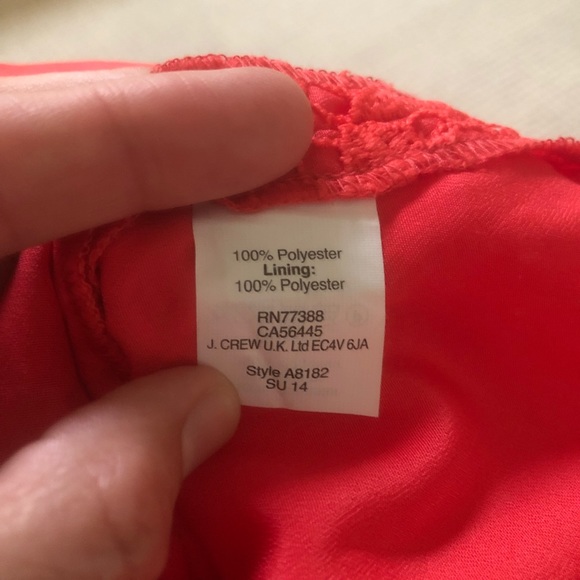 100% Polyester
Lining:
100% Polyester
RN77388
CA56445
J. CREW U.K. Ltd EC4V 6JA
Style A8182
SU 14